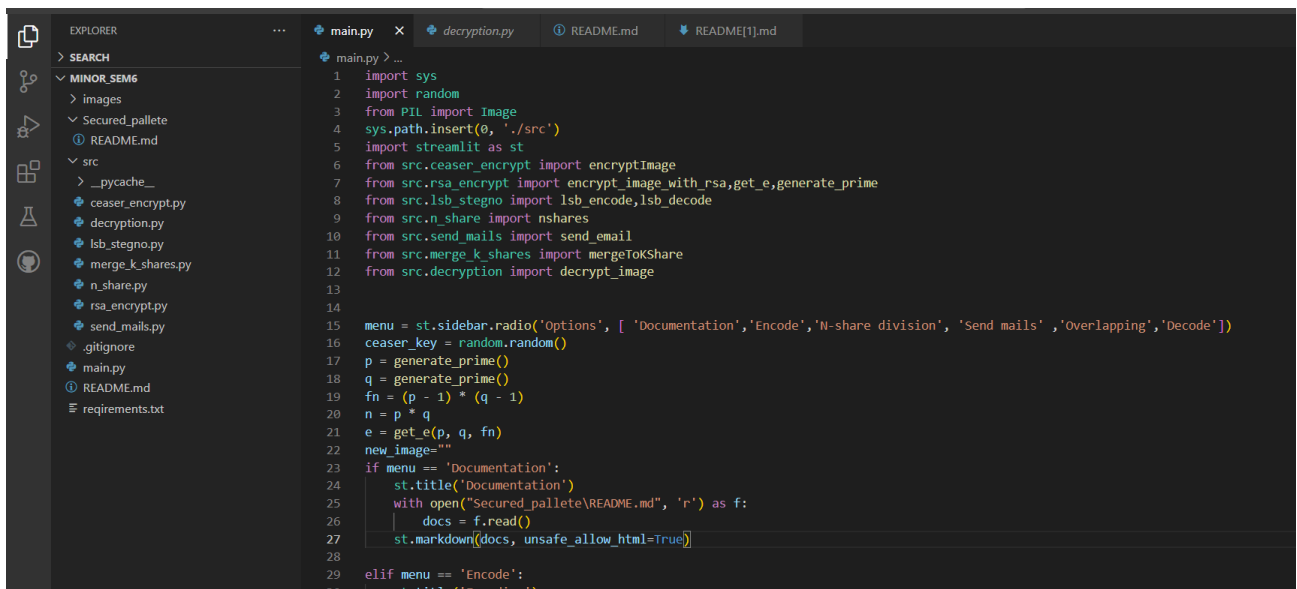 EXPLORER ...
> SEARCH
MINOR_SEM6
> images
Secured_pallete
README.md
src
> __pycache__
ceaser_encrypt.py
decryption.py
lsb_stegno.py
merge_k_shares.py
n_share.py
rsa_encrypt.py
send_mails.py
.gitignore
main.py
README.md
reqirements.txt
main.py × decryption.py README.md README[1].md
main.py > ...
1 import sys
2 import random
3 from PIL import Image
4 sys.path.insert(0, './src')
5 import streamlit as st
6 from src.ceaser_encrypt import encryptImage
7 from src.rsa_encrypt import encrypt_image_with_rsa,get_e,generate_prime
8 from src.lsb_stegno import lsb_encode,lsb_decode
9 from src.n_share import nshares
10 from src.send_mails import send_email
11 from src.merge_k_shares import mergeToKShare
12 from src.decryption import decrypt_image
13
14
15 menu = st.sidebar.radio('Options', [ 'Documentation','Encode','N-share division', 'Send mails' ,'Overlapping','Decode'])
16 ceaser_key = random.random()
17 p = generate_prime()
18 q = generate_prime()
19 fn = (p - 1) * (q - 1)
20 n = p * q
21 e = get_e(p, q, fn)
22 new_image=""
23 if menu == 'Documentation':
24 st.title('Documentation')
25 with open("Secured_pallete\README.md", 'r') as f:
26 docs = f.read()
27 st.markdown(docs, unsafe_allow_html=True)
28
29 elif menu == 'Encode':